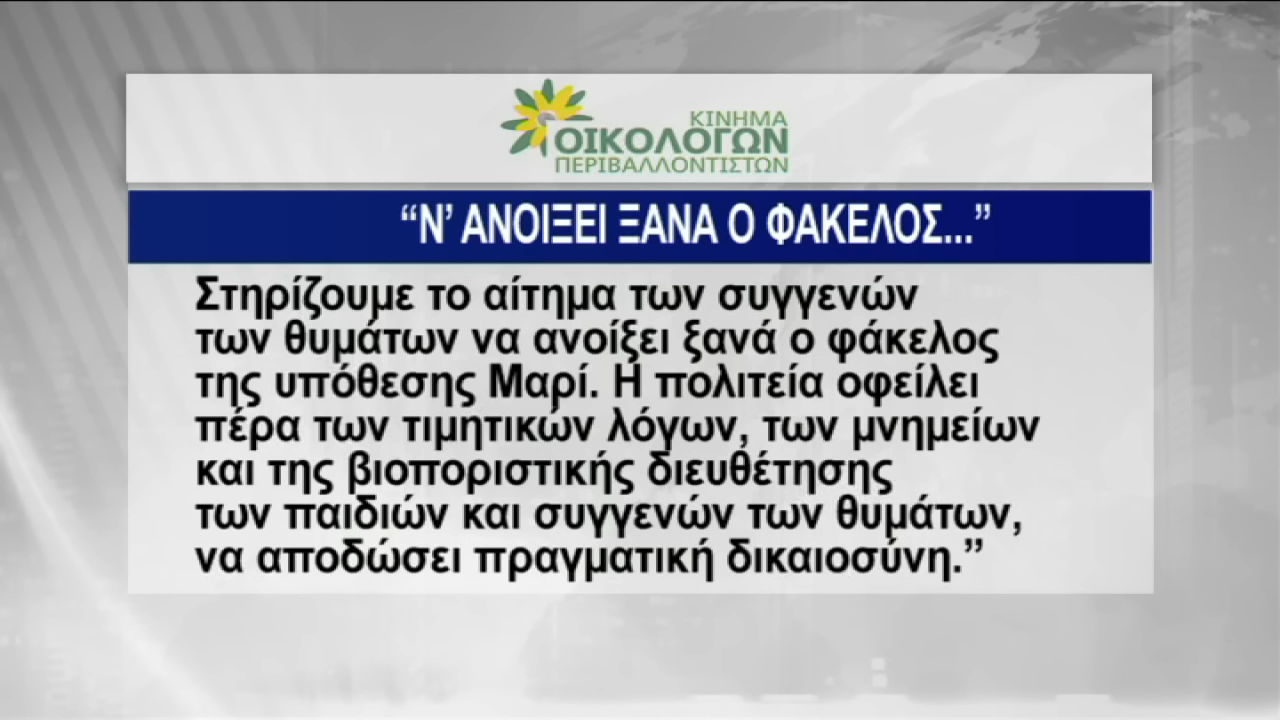 ΚΙΝΗΜΑ
ΟΙΚΟΛΟΓΩΝ
ΠΕΡΙΒΑΛΛΟΝΤΙΣΤΩΝ
“Ν’ ΑΝΟΙΞΕΙ ΞΑΝΑ Ο ΦΑΚΕΛΟΣ...”
Στηρίζουμε το αίτημα των συγγενών
των θυμάτων να ανοίξει ξανά ο φάκελος
της υπόθεσης Μαρί. Η πολιτεία οφείλει
πέρα των τιμητικών λόγων, των μνημείων
και της βιοποριστικής διευθέτησης
των παιδιών και συγγενών των θυμάτων,
να αποδώσει πραγματική δικαιοσύνη.”